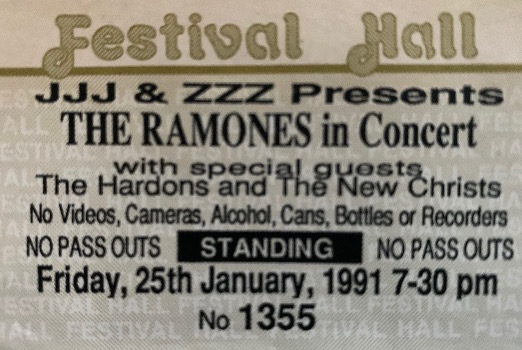 Festival Hall
JJJ & ZZZ Presents
THE RAMONES in Concert
with special guests
The Hardons and The New Christs
No Videos, Cameras, Alcohol, Cans, Bottles or Recorders
NO PASS OUTS STANDING NO PASS OUTS
Friday, 25th January, 1991 7-30 pm
No 1355